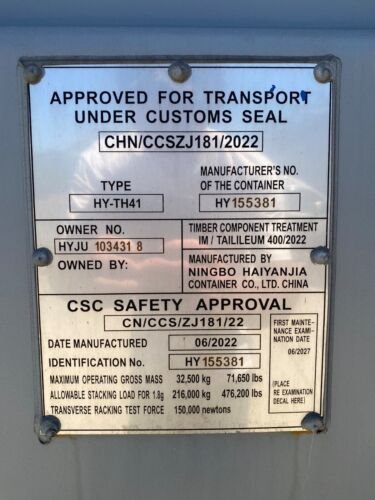 APPROVED FOR TRANSPORT
UNDER CUSTOMS SEAL
CHN/CCSZJ181/2022
TYPE
HY-TH41
MANUFACTURER'S NO.
OF THE CONTAINER
HY155381
OWNER NO.
HYJU 103431 8
OWNED BY:
TIMBER COMPONENT TREATMENT
IM / TAILILEUM 400/2022
MANUFACTURED BY
NINGBO HAIYANJIA
CONTAINER CO., LTD. CHINA
CSC SAFETY APPROVAL
CN/CCS/ZJ181/22
DATE MANUFACTURED 06/2022
IDENTIFICATION No. HY155381
MAXIMUM OPERATING GROSS MASS 32,500 kg 71,650 lbs
ALLOWABLE STACKING LOAD FOR 1.8g 216,000 kg 476,200 lbs
TRANSVERSE RACKING TEST FORCE 150,000 newtons
FIRST MAINTE-
NANCE EXAMI-
NATION DATE
06/2027
(PLACE
RE EXAMINATION
DECAL HERE)